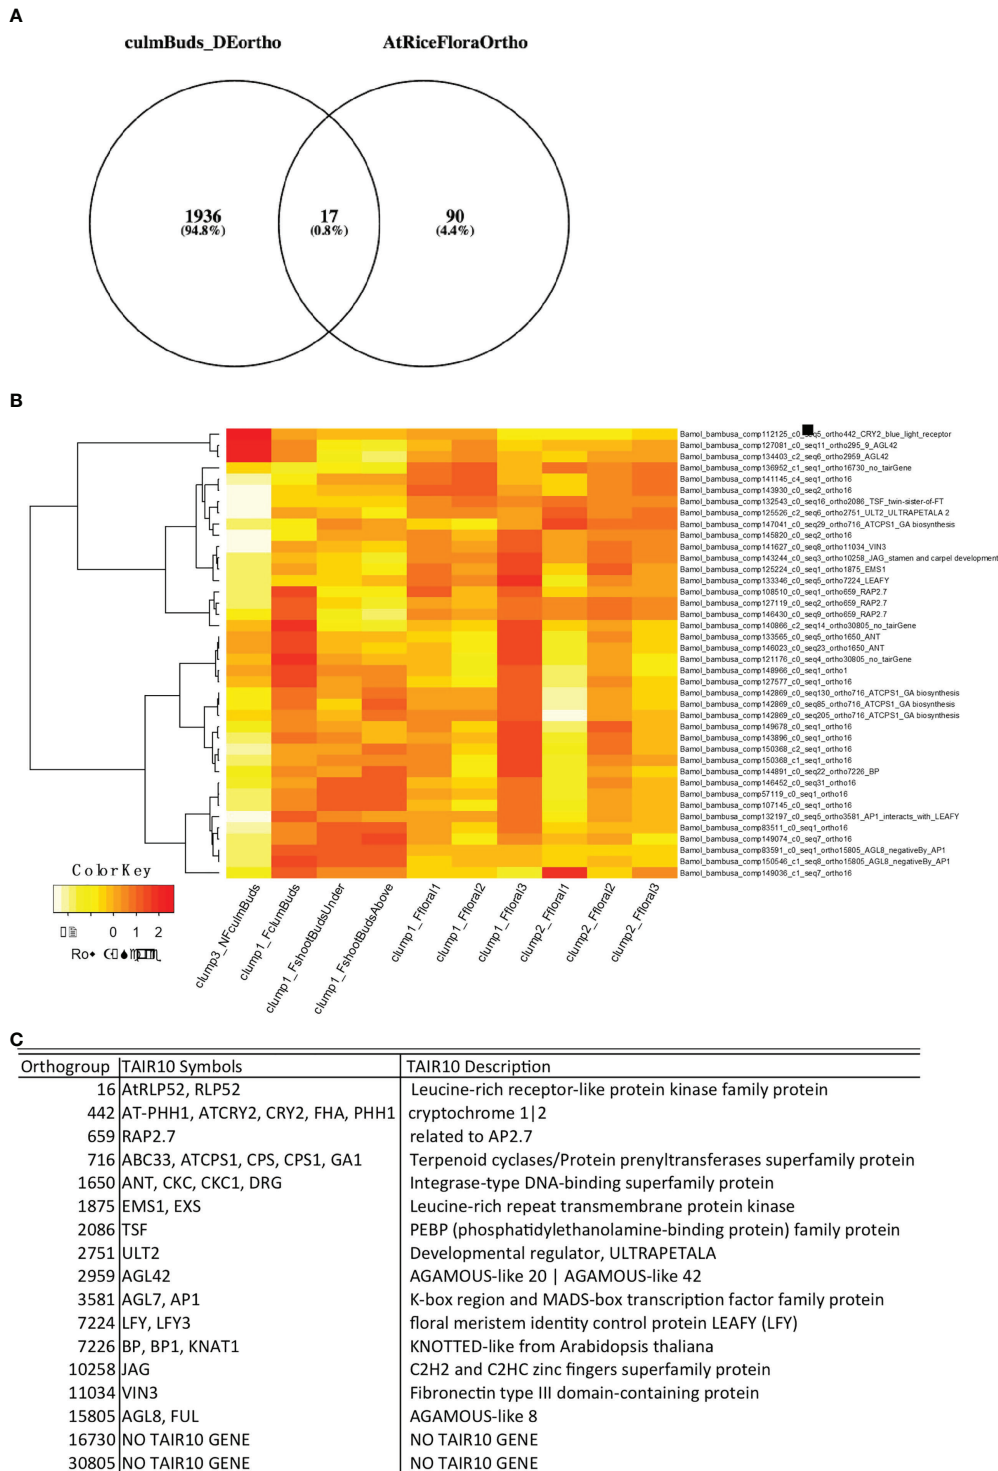 A
culmBuds_DEortho AtRiceFloraOrtho
1936 17 90
(94.8%) (0.8%) (4.4%)
B
Bamol_bambusa_comp112125_c0_seq5_ortho442_CRY2_blue_light_receptor
Bamol_bambusa_comp127081_c0_seq11_ortho295_9_AGL42
Bamol_bambusa_comp134403_c2_seq6_ortho2959_AGL42
Bamol_bambusa_comp136952_c1_seq1_ortho16730_no_tairGene
Bamol_bambusa_comp141145_c4_seq1_ortho16
Bamol_bambusa_comp143930_c0_seq2_ortho16
Bamol_bambusa_comp132543_c0_seq16_ortho2086_TSF_twin-sister-of-FT
Bamol_bambusa_comp125526_c2_seq6_ortho2751_ULT2_ULTRAPETALA 2
Bamol_bambusa_comp147041_c0_seq29_ortho716_ATCPS1_GA biosynthesis
Bamol_bambusa_comp145820_c0_seq2_ortho16
Bamol_bambusa_comp141627_c0_seq8_ortho11034_VIN3
Bamol_bambusa_comp143244_c0_seq3_ortho10258_JAG_stamen and carpel development
Bamol_bambusa_comp125224_c0_seq1_ortho1875_EMS1
Bamol_bambusa_comp133346_c0_seq5_ortho7224_LEAFY
Bamol_bambusa_comp108510_c0_seq1_ortho659_RAP2.7
Bamol_bambusa_comp127119_c0_seq2_ortho659_RAP2.7
Bamol_bambusa_comp146430_c0_seq9_ortho659_RAP2.7
Bamol_bambusa_comp140866_c2_seq14_ortho30805_no_tairGene
Bamol_bambusa_comp133565_c0_seq5_ortho1650_ANT
Bamol_bambusa_comp146023_c0_seq23_ortho1650_ANT
Bamol_bambusa_comp121176_c0_seq4_ortho30805_no_tairGene
Bamol_bambusa_comp148966_c0_seq1_ortho1
Bamol_bambusa_comp127577_c0_seq1_ortho16
Bamol_bambusa_comp142869_c0_seq130_ortho716_ATCPS1_GA biosynthesis
Bamol_bambusa_comp142869_c0_seq85_ortho716_ATCPS1_GA biosynthesis
Bamol_bambusa_comp142869_c0_seq205_ortho716_ATCPS1_GA biosynthesis
Bamol_bambusa_comp149678_c0_seq1_ortho16
Bamol_bambusa_comp143896_c0_seq1_ortho16
Bamol_bambusa_comp150368_c2_seq1_ortho16
Bamol_bambusa_comp150368_c1_seq1_ortho16
Bamol_bambusa_comp144891_c0_seq22_ortho7226_BP
Bamol_bambusa_comp146452_c0_seq31_ortho16
Bamol_bambusa_comp57119_c0_seq1_ortho16
Bamol_bambusa_comp107145_c0_seq1_ortho16
Bamol_bambusa_comp132197_c0_seq5_ortho3581_AP1_interacts_with_LEAFY
Bamol_bambusa_comp83511_c0_seq1_ortho16
Bamol_bambusa_comp149074_c0_seq7_ortho16
Bamol_bambusa_comp83591_c0_seq1_ortho15805_AGL8_negativeBy_AP1
Bamol_bambusa_comp150546_c1_seq8_ortho15805_AGL8_negativeBy_AP1
Bamol_bambusa_comp149036_c1_seq7_ortho16
Color Key
0 1 2
clump3_NFculmBuds clump1_FclumBuds clump1_FshootBudsUnder clump1_FshootBudsAbove clump1_Ffloral1 clump1_Ffloral2 clump1_Ffloral3 clump2_Ffloral1 clump2_Ffloral2 clump2_Ffloral3
C
Orthogroup TAIR10 Symbols TAIR10 Description
16 AtRLP52, RLP52 Leucine-rich receptor-like protein kinase family protein
442 AT-PHH1, ATCRY2, CRY2, FHA, PHH1 cryptochrome 1|2
659 RAP2.7 related to AP2.7
716 ABC33, ATCPS1, CPS, CPS1, GA1 Terpenoid cyclases/Protein prenyltransferases superfamily protein
1650 ANT, CKC, CKC1, DRG Integrase-type DNA-binding superfamily protein
1875 EMS1, EXS Leucine-rich repeat transmembrane protein kinase
2086 TSF PEBP (phosphatidylethanolamine-binding protein) family protein
2751 ULT2 Developmental regulator, ULTRAPETALA
2959 AGL42 AGAMOUS-like 20 | AGAMOUS-like 42
3581 AGL7, AP1 K-box region and MADS-box transcription factor family protein
7224 LFY, LFY3 floral meristem identity control protein LEAFY (LFY)
7226 BP, BP1, KNAT1 KNOTTED-like from Arabidopsis thaliana
10258 JAG C2H2 and C2HC zinc fingers superfamily protein
11034 VIN3 Fibronectin type III domain-containing protein
15805 AGL8, FUL AGAMOUS-like 8
16730 NO TAIR10 GENE NO TAIR10 GENE
30805 NO TAIR10 GENE NO TAIR10 GENE